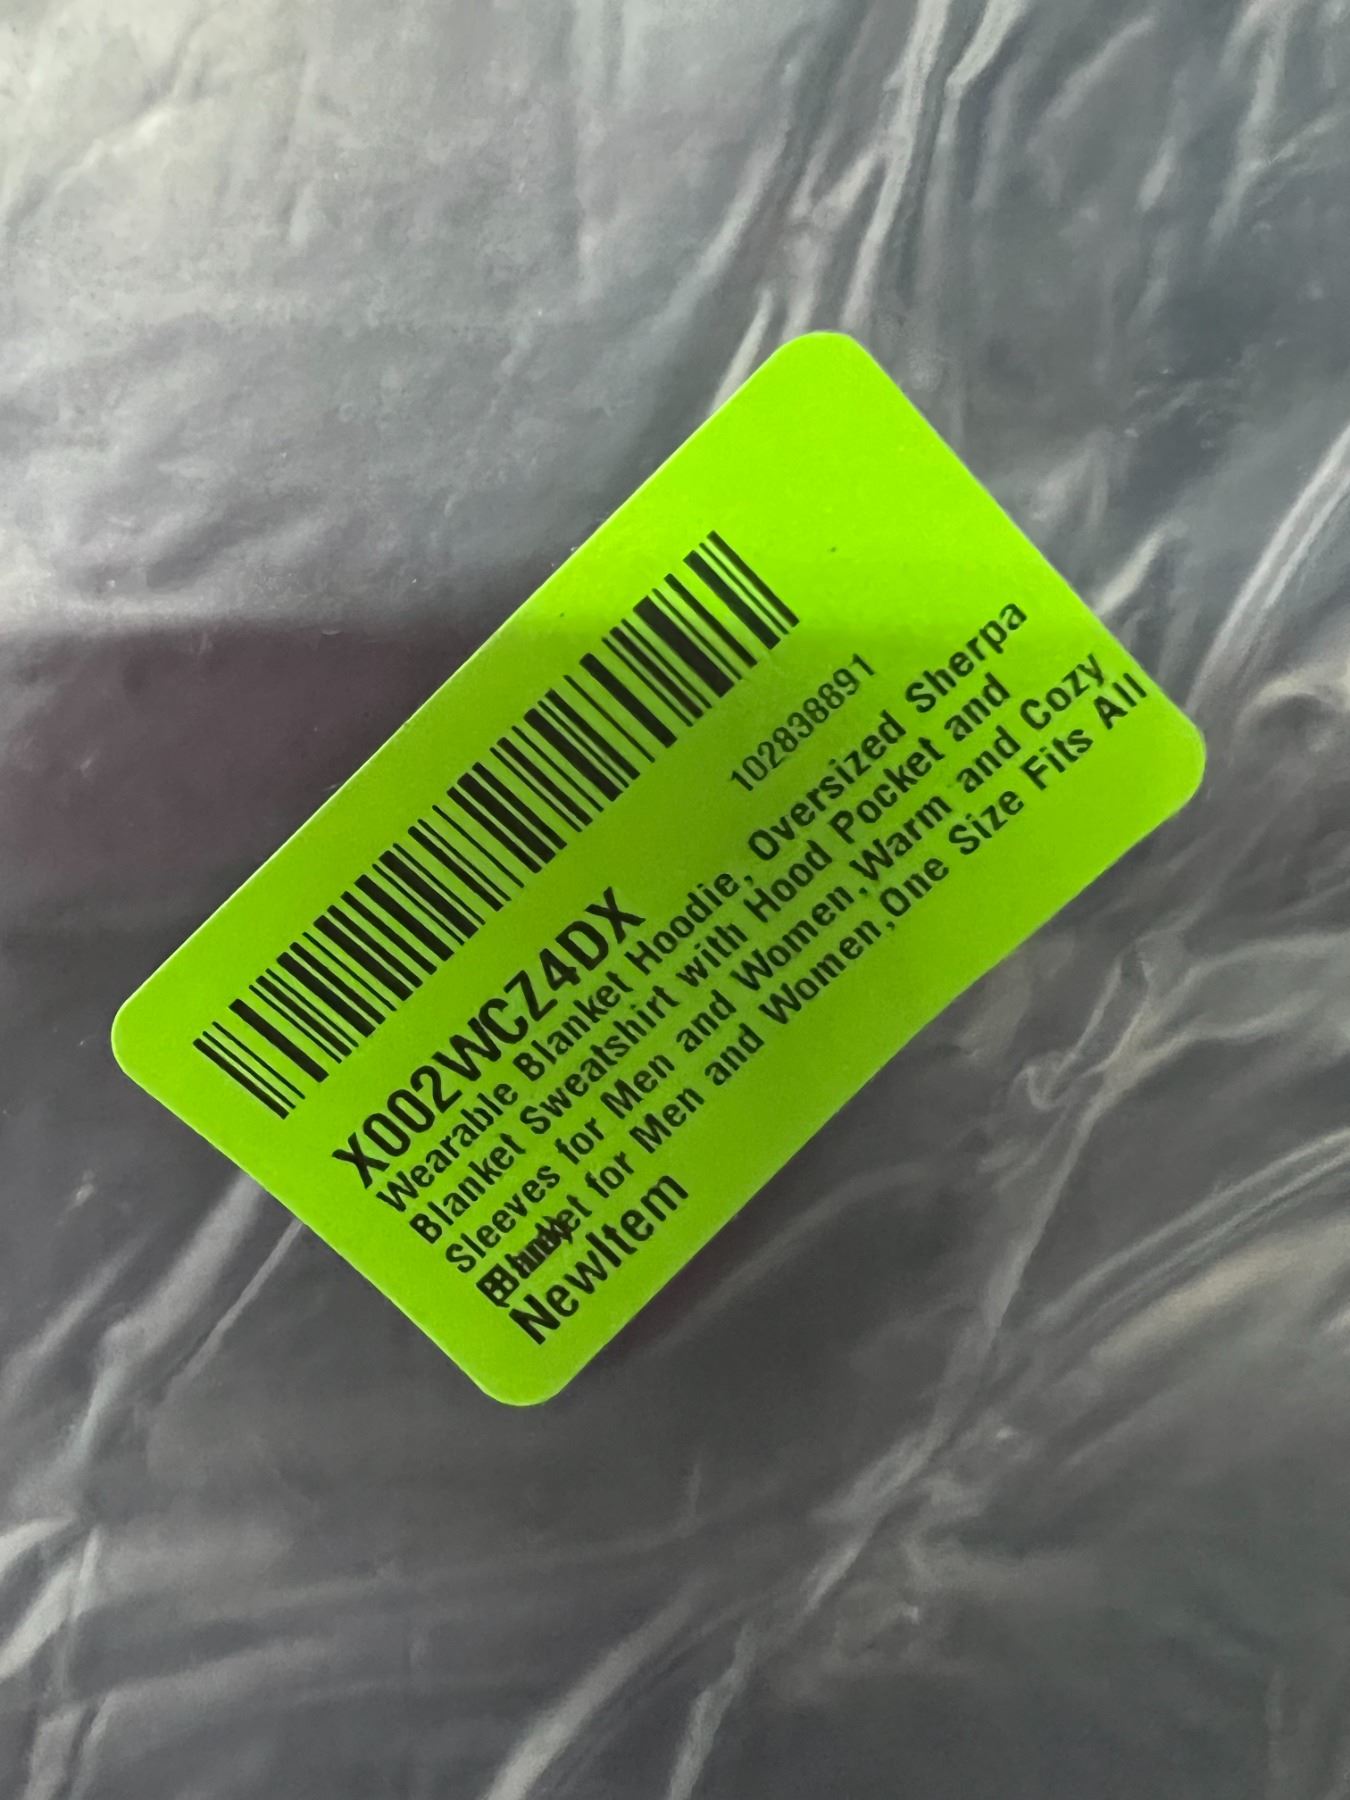 102838891
X002WCZ4DX
Wearable Blanket Hoodie, Oversized Sherpa
Blanket Sweatshirt with Hood Pocket and
Sleeves for Men and Women,Warm and Cozy
for Men and Women,One Size Fits All
NewItem